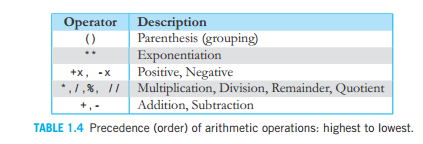 Operator Description
() Parenthesis (grouping)
** Exponentiation
+x, -x Positive, Negative
*,/,%, // Multiplication, Division, Remainder, Quotient
+,- Addition, Subtraction
TABLE 1.4 Precedence (order) of arithmetic operations: highest to lowest.